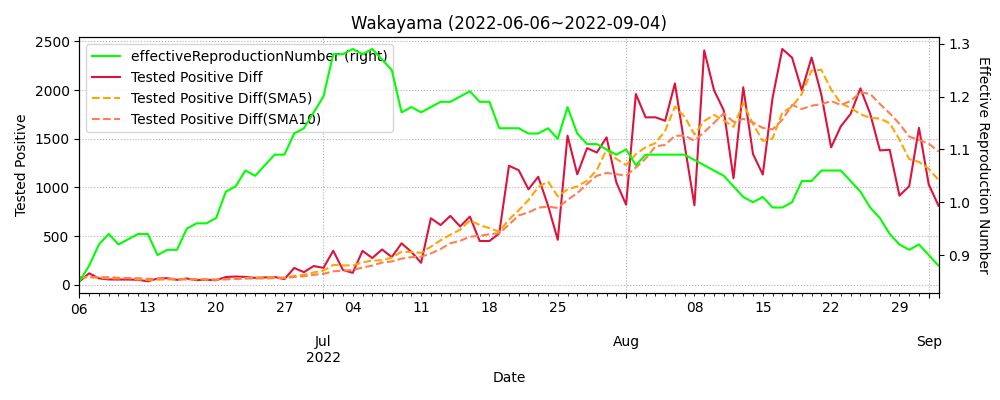 Wakayama (2022-06-06~2022-09-04)
effectiveReproductionNumber (right)
Tested Positive Diff
Tested Positive Diff(SMA5)
Tested Positive Diff(SMA10)
Tested Positive
2500
2000
1500
1000
500
0
1.3
1.2
1.1
1.0
0.9
Effective Reproduction Number
06 13 20 27 04 11 18 25 08 15 22 29
Jul Aug Sep
2022
Date